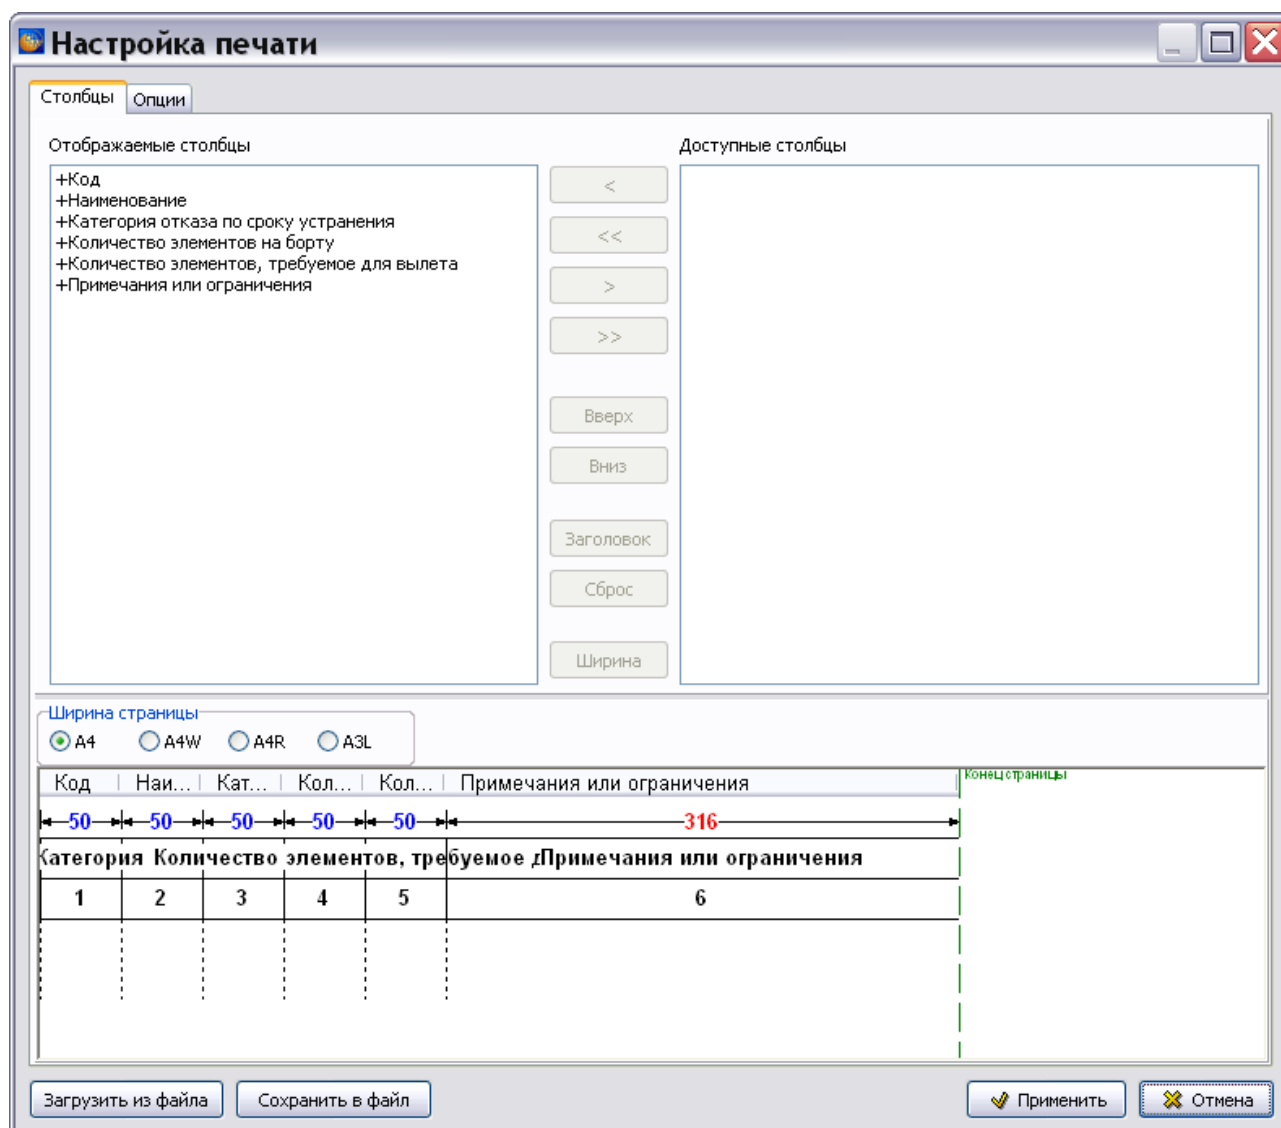 Настройка печати
Столбцы Опции
Отображаемые столбцы Доступные столбцы
+Код
+Наименование
+Категория отказа по сроку устранения
+Количество элементов на борту
+Количество элементов, требуемое для вылета
+Примечания или ограничения
<
<<
>
>>
Вверх
Вниз
Заголовок
Сброс
Ширина
Ширина страницы
A4 A4W A4R A3L
Код Наи... Кат... Кол... Кол... Примечания или ограничения Конец страницы
50 50 50 50 50 316
Категория Количество элементов, требуемое д Примечания или ограничения
1 2 3 4 5 6
Загрузить из файла Сохранить в файл Применить Отмена